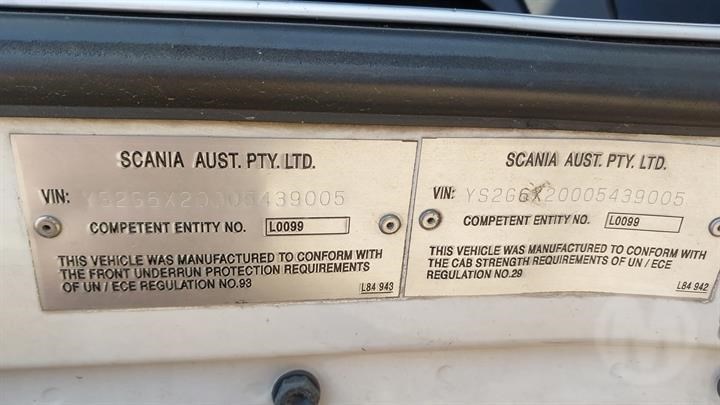 SCANIA AUST. PTY. LTD.
VIN: YS2G6X20005439005
COMPETENT ENTITY NO. L0099
THIS VEHICLE WAS MANUFACTURED TO CONFORM WITH
THE FRONT UNDERRUN PROTECTION REQUIREMENTS
OF UN / ECE REGULATION NO.93
L84 943
SCANIA AUST. PTY. LTD.
VIN: YS2G6X20005439005
COMPETENT ENTITY NO. L0099
THIS VEHICLE WAS MANUFACTURED TO CONFORM WITH
THE CAB STRENGTH REQUIREMENTS OF UN / ECE
REGULATION NO.29
L84 942